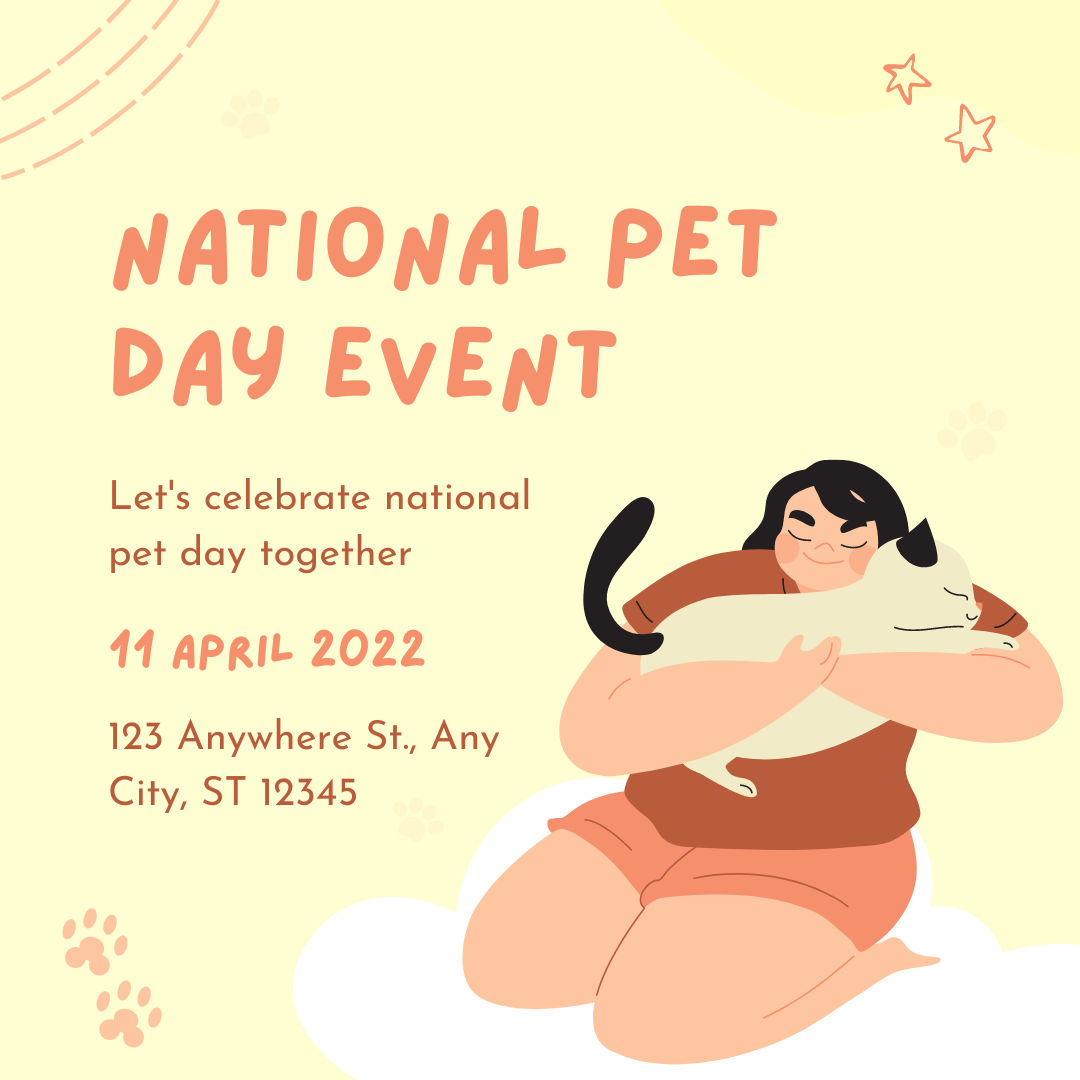 NATIONAL PET
DAY EVENT
Let's celebrate national
pet day together
11 APRIL 2022
123 Anywhere St., Any
City, ST 12345